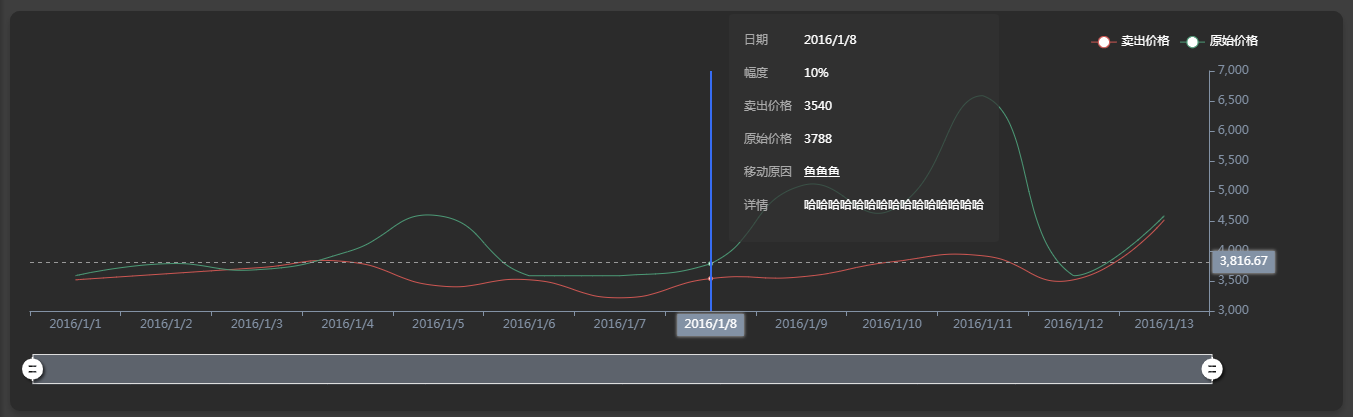 日期 2016/1/8
幅度 10%
卖出价格 3540
原始价格 3788
移动原因 鱼鱼鱼
详情 哈哈哈哈哈哈哈哈哈哈哈哈哈哈哈
卖出价格 原始价格
7,000
6,500
6,000
5,500
5,000
4,500
4,000
3,816.67
3,500
3,000
2016/1/1 2016/1/2 2016/1/3 2016/1/4 2016/1/5 2016/1/6 2016/1/7 2016/1/8 2016/1/9 2016/1/10 2016/1/11 2016/1/12 2016/1/13